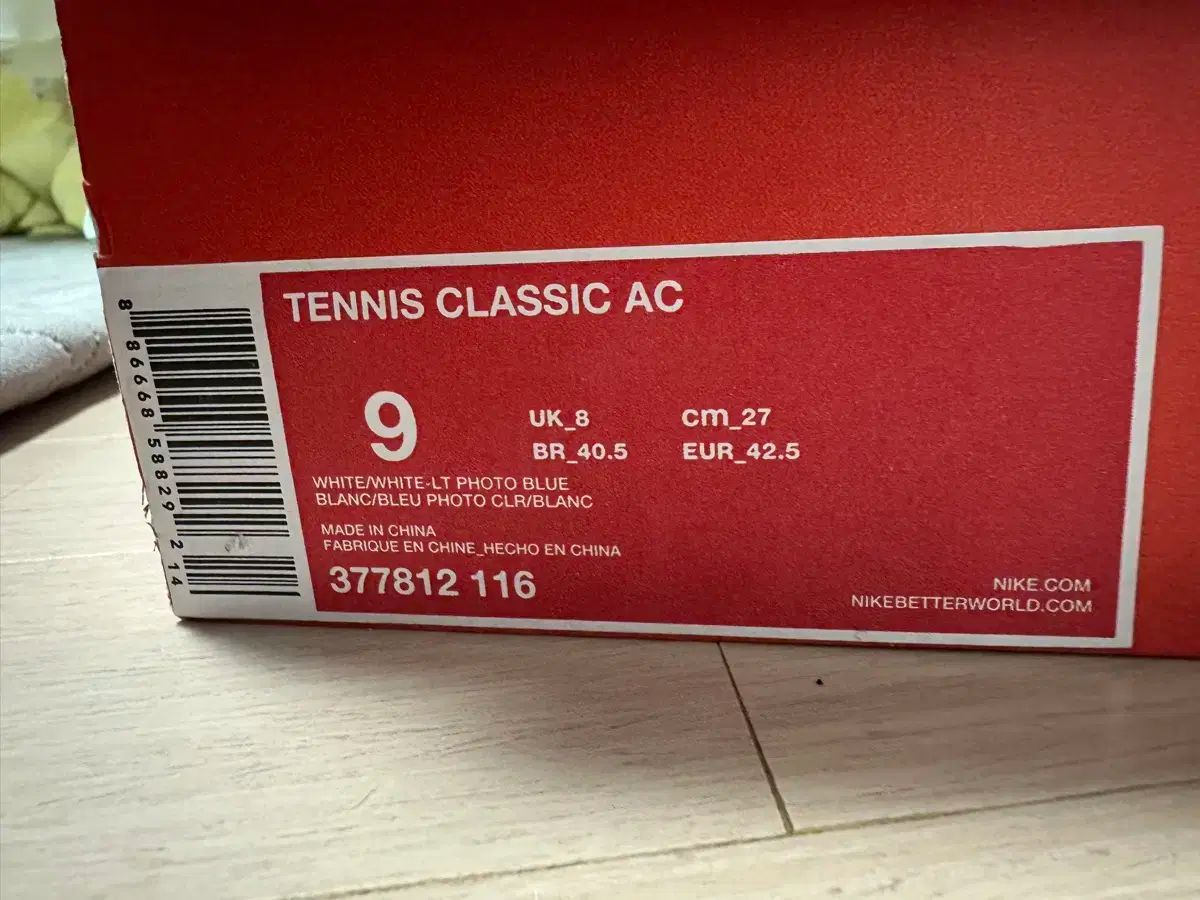 TENNIS CLASSIC AC
9
UK_8 cm_27
BR_40.5 EUR_42.5
WHITE/WHITE-LT PHOTO BLUE
BLANC/BLEU PHOTO CLR/BLANC
MADE IN CHINA
FABRIQUE EN CHINE_HECHO EN CHINA
377812 116
NIKE.COM
NIKEBETTERWORLD.COM
8 86668 58829 2 14